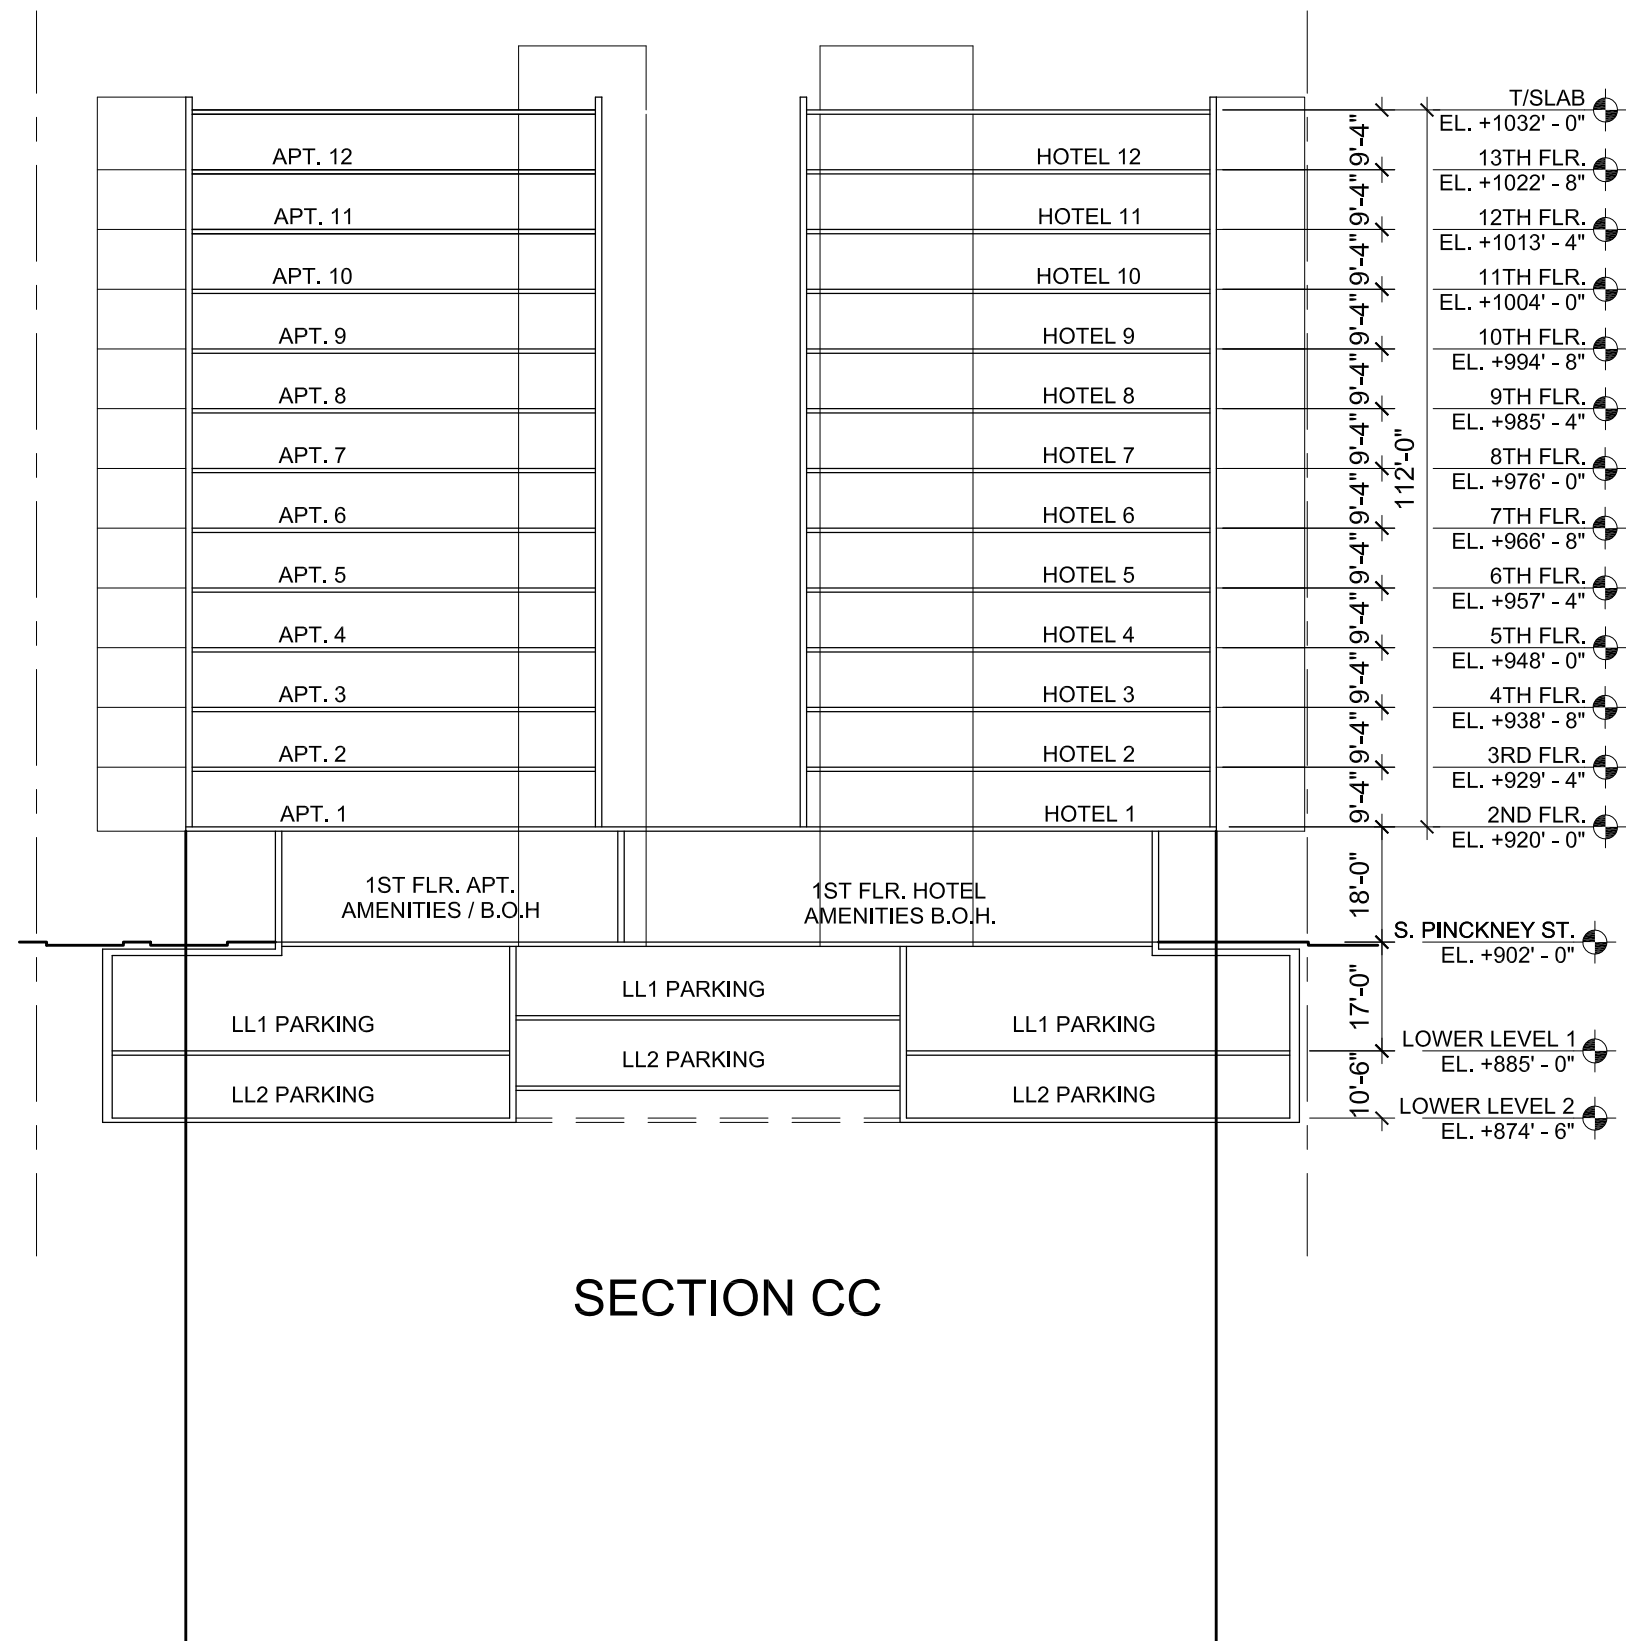 T/SLAB
EL. +1032' - 0"
APT. 12
HOTEL 12
9'-4"
13TH FLR.
EL. +1022' - 8"
APT. 11
HOTEL 11
9'-4"
12TH FLR.
EL. +1013' - 4"
APT. 10
HOTEL 10
9'-4"
11TH FLR.
EL. +1004' - 0"
APT. 9
HOTEL 9
9'-4"
10TH FLR.
EL. +994' - 8"
APT. 8
HOTEL 8
9'-4"
9TH FLR.
EL. +985' - 4"
APT. 7
HOTEL 7
9'-4"
112'-0"
8TH FLR.
EL. +976' - 0"
APT. 6
HOTEL 6
9'-4"
7TH FLR.
EL. +966' - 8"
APT. 5
HOTEL 5
9'-4"
6TH FLR.
EL. +957' - 4"
APT. 4
HOTEL 4
9'-4"
5TH FLR.
EL. +948' - 0"
APT. 3
HOTEL 3
9'-4"
4TH FLR.
EL. +938' - 8"
APT. 2
HOTEL 2
9'-4"
3RD FLR.
EL. +929' - 4"
APT. 1
HOTEL 1
9'-4"
2ND FLR.
EL. +920' - 0"
1ST FLR. APT.
AMENITIES / B.O.H
1ST FLR. HOTEL
AMENITIES B.O.H.
18'-0"
S. PINCKNEY ST.
EL. +902' - 0"
LL1 PARKING
LL1 PARKING
LL1 PARKING
17'-0"
LOWER LEVEL 1
EL. +885' - 0"
LL2 PARKING
LL2 PARKING
LL2 PARKING
10'-6"
LOWER LEVEL 2
EL. +874' - 6"
SECTION CC